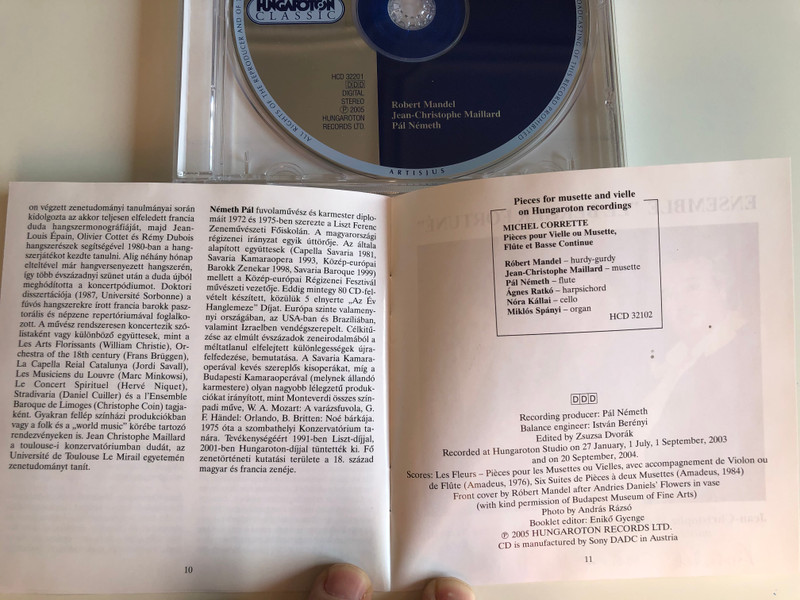 HUNGAROTON
CLASSIC
HCD 32201
DDD
DIGITAL
STEREO
Ⓟ 2005
HUNGAROTON
RECORDS LTD.
Robert Mandel
Jean-Christophe Maillard
Pál Németh
ALL RIGHTS OF THE PRODUCER AND OF
BROADCASTING OF THIS RECORD PROHIBITED
ARTISJUS
on végzett zenetudományi tanulmányai során
kidolgozta az akkor teljesen elfeledett francia
duda hangszermonográfiáját, majd Jean-
Louis Épain, Olivier Cottet és Rémy Dubois
hangszerészek segítségével 1980-ban a hang-
szerjátékot kezdte tanulni. Alig néhány hónap
elteltével már hangversenyezett hangszerén,
így több évszázadnyi szünet után a duda újból
meghódította a koncertpódiumot. Doktori
disszertációja (1987, Université Sorbonne) a
fúvós hangszerekre írott francia barokk pasz-
torális és népzene repertóriumával foglalko-
zott. A művész rendszeresen koncertezik szó-
listaként vagy különböző együttesek, mint a
Les Arts Florissants (William Christie), Or-
chestra of the 18th century (Frans Brüggen),
La Capella Reial Catalunya (Jordi Savall),
Les Musiciens du Louvre (Marc Minkowsi),
Le Concert Spirituel (Hervé Niquet),
Stradivaria (Daniel Cuiller) és a l'Ensemble
Baroque de Limoges (Christophe Coin) tagja-
ként. Gyakran fellép színházi produkciókban
vagy a folk és a „world music" körébe tartozó
rendezvényeken is. Jean Christophe Maillard
a toulouse-i konzervatóriumban dudát, az
Université de Toulouse Le Mirail egyetemén
zenetudományt tanít.
10
Németh Pál fuvolaművész és karmester diplo-
máit 1972 és 1975-ben szerezte a Liszt Ferenc
Zeneművészeti Főiskolán. A magyarországi
régizenei irányzat egyik úttörője. Az általa
alapított együttesek (Capella Savaria 1981,
Savaria Kamaraopera 1993, Közép-európai
Barokk Zenekar 1998, Savaria Baroque 1999)
mellett a Közép-európai Régizenei Fesztivál
művészeti vezetője. Eddig mintegy 80 CD-fel-
vételt készített, közülük 5 elnyerte „Az Év
Hanglemeze" Díjat. Európa szinte valameny-
nyi országában, az USA-ban és Brazíliában,
valamint Izraelben vendégszerepelt. Célkitű-
zése az elmúlt évszázadok zeneirodalmából a
méltatlanul elfelejtett különlegességek újra-
felfedezése, bemutatása. A Savaria Kamara-
operával kevés szereplős kisoperákat, míg a
Budapesti Kamaraoperával (melynek állandó
karmestere) olyan nagyobb lélegzetű produk-
ciókat irányított, mint Monteverdi összes szín-
padi műve, W. A. Mozart: A varázsfuvola, G.
F. Händel: Orlando, B. Britten: Noé bárkája.
1975 óta a szombathelyi Konzervatórium ta-
nára. Tevékenységéért 1991-ben Liszt-díjjal,
2001-ben Hungaroton-díjjal tüntették ki. Fő
zenetörténeti kutatási területe a 18. század
magyar és francia zenéje.
Pieces for musette and vielle
on Hungaroton recordings
MICHEL CORRETTE
Pièces pour Vielle ou Musette,
Flûte et Basse Continue
Róbert Mandel – hurdy-gurdy
Jean-Christophe Maillard – musette
Pál Németh – flute
Ágnes Ratkó – harpsichord
Nóra Kállai – cello
Miklós Spányi – organ
HCD 32102
DDD
Recording producer: Pál Németh
Balance engineer: István Berényi
Edited by Zsuzsa Dvorák
Recorded at Hungaroton Studio on 27 January, 1 July, 1 September, 2003
and on 20 September, 2004.
Scores: Les Fleurs – Pièces pour les Musettes ou Vielles, avec accompagnement de Violon ou
de Flûte (Amadeus, 1976), Six Suites de Pièces à deux Musettes (Amadeus, 1984)
Front cover by Róbert Mandel after Andries Daniels' Flowers in vase
(with kind permission of Budapest Museum of Fine Arts)
Photo by András Rázsó
Booklet editor: Enikő Gyenge
Ⓟ 2005 HUNGAROTON RECORDS LTD.
CD is manufactured by Sony DADC in Austria
11